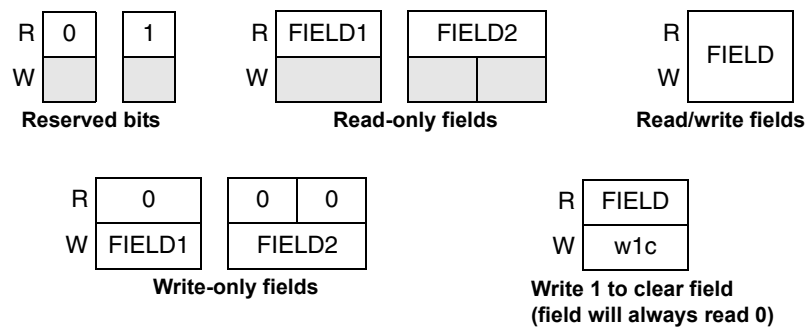 R 0 1 R FIELD1 FIELD2 R FIELD
W W W
Reserved bits Read-only fields Read/write fields
R 0 0 0 R FIELD
W FIELD1 FIELD2 W w1c
Write-only fields Write 1 to clear field
(field will always read 0)